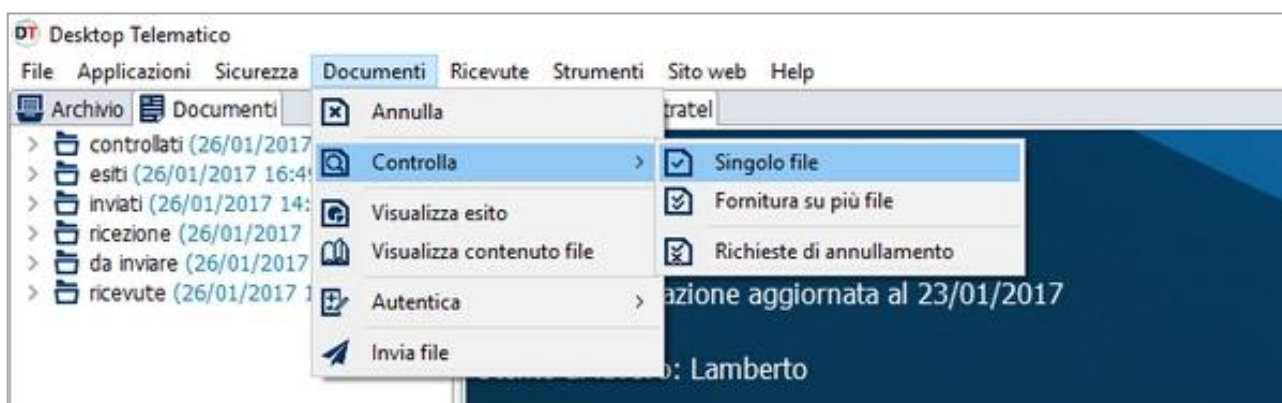 DT Desktop Telematico
File Applicazioni Sicurezza Documenti Ricevute Strumenti Sito web Help
Archivio Documenti tratel
controllati (26/01/2017
esiti (26/01/2017 16:4
inviati (26/01/2017 14:
ricezione (26/01/2017
da inviare (26/01/2017
ricevute (26/01/2017 1
Annulla
Controlla
Visualizza esito
Visualizza contenuto file
Autentica
Invia file
Singolo file
Fornitura su più file
Richieste di annullamento
azione aggiornata al 23/01/2017
: Lamberto